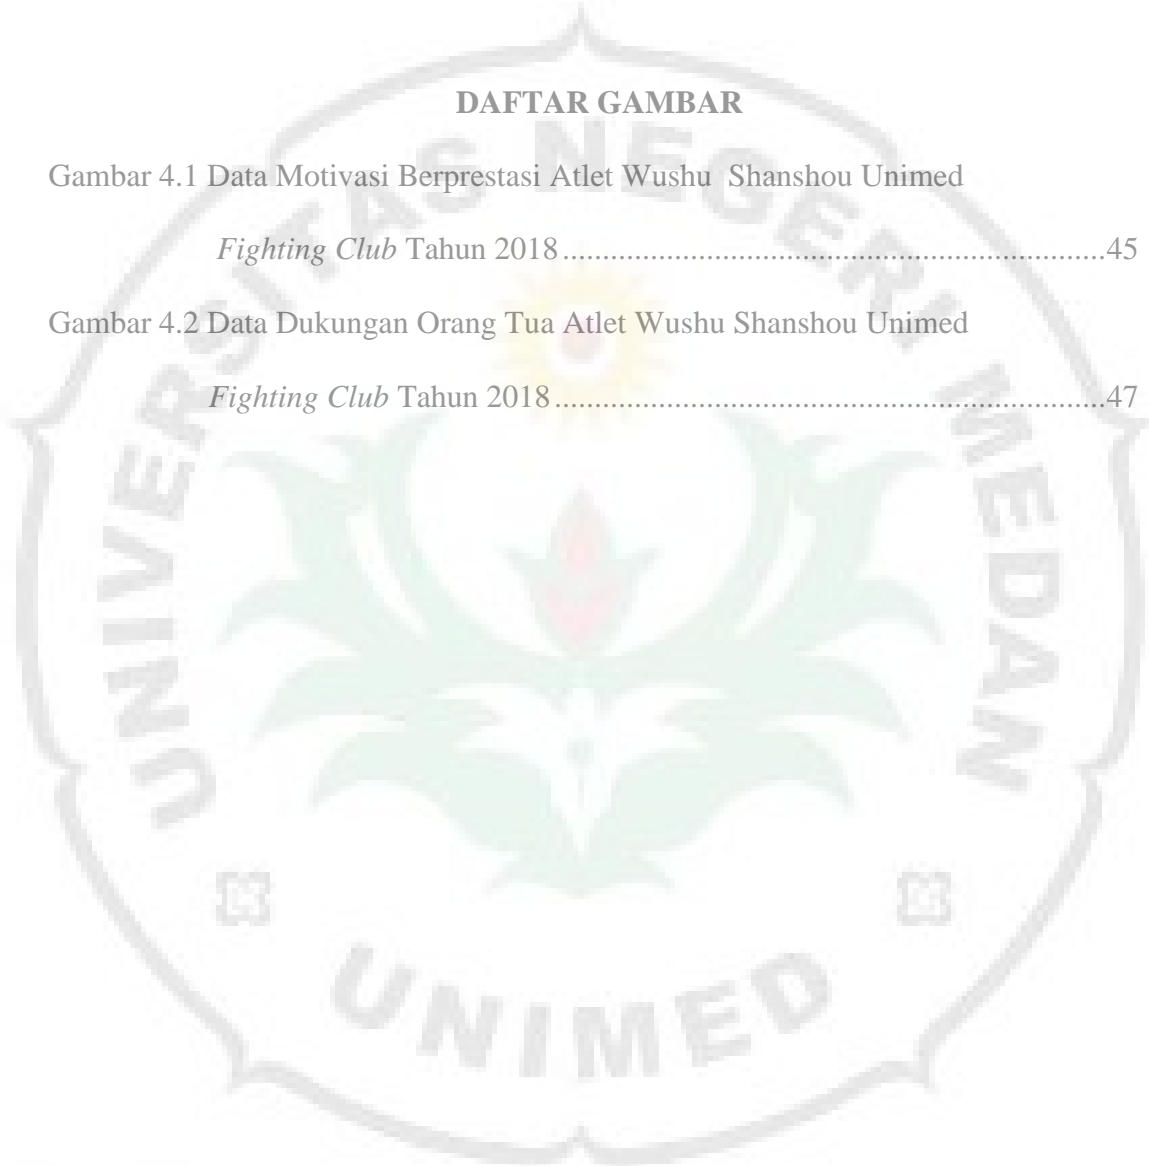 DAFTAR GAMBAR
Gambar 4.1 Data Motivasi Berprestasi Atlet Wushu  Shanshou Unimed
Fighting Club Tahun 2018....................................................................45
Gambar 4.2 Data Dukungan Orang Tua Atlet Wushu Shanshou Unimed
Fighting Club Tahun 2018.....................................................................47
UNIVERSITAS NEGERI MEDAN
UNIMED